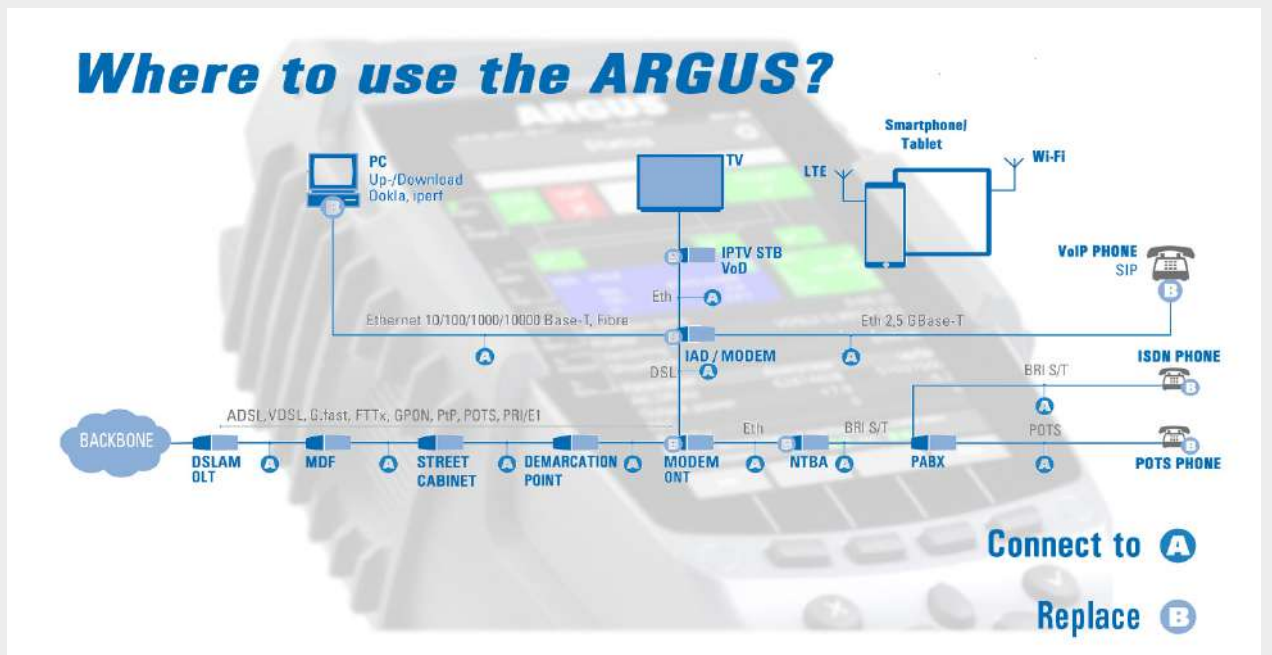 Where to use the ARGUS?
ARGUS
PC
Up-/Download
Ookla, iperf
B
TV
Smartphone/
Tablet
LTE
Wi-Fi
B
IPTV STB
VoD
VoIP PHONE
SIP
B
Eth
A
Ethernet 10/100/1000/10000 Base-T, Fibre
Eth 2,5 GBase-T
B
IAD / MODEM
A
A
DSL
A
ISDN PHONE
BRI S/T
B
A
ADSL, VDSL, G.fast, FTTx, GPON, PtP, POTS, PRI/E1
Eth
BRI S/T
POTS
BACKBONE
B
B
B
DSLAM
OLT
A
MDF
A
STREET
CABINET
A
DEMARCATION
POINT
A
MODEM
ONT
A
NTBA
A
PABX
A
POTS PHONE
Connect to A
Replace B